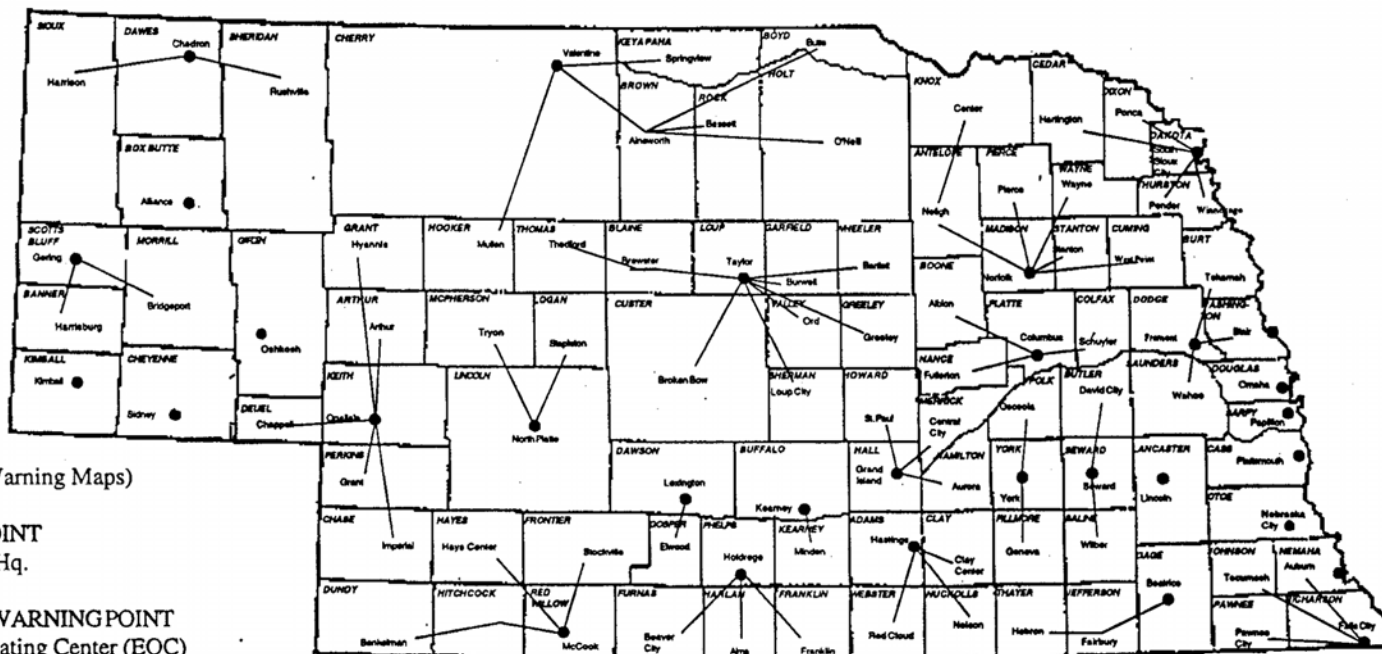 SIOUX
DAWES
Chadron
SHERIDAN
CHERRY
Harrison
Rushville
Valentine
KEYAPAHA
Springview
BOYD
Butte
HOLT
BROWN
ROCK
Bassett
Ainsworth
O'Neill
KNOX
Center
CEDAR
Hartington
DIXON
Ponca
DAKOTA
South
Sioux
City
BOX BUTTE
Alliance
ANTELOPE
Neligh
PIERCE
Pierce
WAYNE
Wayne
THURSTON
Pender
Winnebago
SCOTTS
BLUFF
Gering
MORRILL
Bridgeport
BANNER
Harrisburg
Oshkosh
GRANT
Hyannis
HOOKER
Mullen
THOMAS
Thedford
BLAINE
Brewster
LOUP
Taylor
GARFIELD
Burwell
WHEELER
Bartlett
MADISON
Norfolk
STANTON
Stanton
CUMING
West Point
BURT
Tekamah
BOONE
Albion
KIMBALL
Kimball
CHEYENNE
Sidney
DEUEL
Chappell
ARTHUR
Arthur
MCPHERSON
Tryon
LOGAN
Stapleton
CUSTER
Broken Bow
VALLEY
Ord
GREELEY
Greeley
PLATTE
Columbus
COLFAX
Schuyler
DODGE
Fremont
WASHING-
TON
Blair
NANCE
Fullerton
KEITH
Ogallala
LINCOLN
North Platte
SHERMAN
Loup City
HOWARD
St. Paul
MERRICK
Central
City
POLK
Osceola
BUTLER
David City
SAUNDERS
Wahoo
DOUGLAS
Omaha
SARPY
Papillion
PERKINS
Grant
DAWSON
Lexington
BUFFALO
Kearney
HALL
Grand
Island
HAMILTON
Aurora
YORK
York
SEWARD
Seward
LANCASTER
Lincoln
CASS
Plattsmouth
OTOE
Nebraska
City
Warning Maps)
CHASE
Imperial
HAYES
Hays Center
FRONTIER
Stockville
GOSPER
Elwood
PHELPS
Holdrege
KEARNEY
Minden
ADAMS
Hastings
CLAY
Clay
Center
FILLMORE
Geneva
SALINE
Wilber
GAGE
Beatrice
JOHNSON
Tecumseh
NEMAHA
Auburn
OINT
Hq.
DUNDY
Benkelman
HITCHCOCK
RED
WILLOW
McCook
FURNAS
Beaver
City
HARLAN
Alma
FRANKLIN
Franklin
WEBSTER
Red Cloud
NUCKOLLS
Nelson
THAYER
Hebron
JEFFERSON
Fairbury
PAWNEE
Pawnee
City
RICHARDSON
Falls City
WARNING POINT
ating Center (EOC)